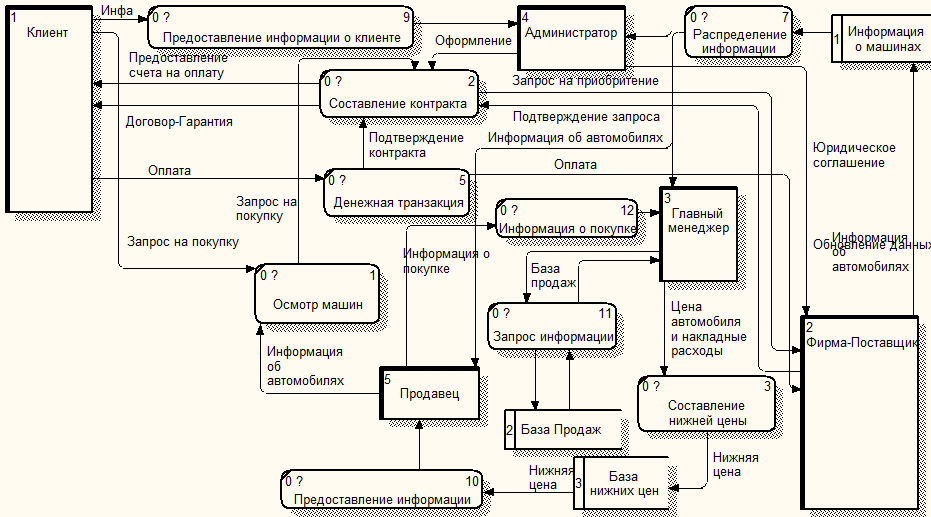 1
Клиент
Инфа
0 ?
9
Предоставление информации о клиенте
4
Администратор
0 ?
7
Распределение
информации
1
Информация
о машинах
Оформление
Предоставление
счета на оплату
0 ?
2
Составление контракта
Запрос на приобритение
Договор-Гарантия
Подтверждение запроса
Подтверждение
контракта
Информация об автомобилях
Юридическое
соглашение
Оплата
0 ?
5
Денежная транзакция
Оплата
Запрос на
покупку
0 ?
12
Информация о покупке
3
Главный
менеджер
Запрос на покупку
Информация о
покупке
Информация
об
автомобилях
Обновление данных
База
продаж
0 ?
1
Осмотр машин
0 ?
11
Запрос информации
Цена
автомобиля
и накладные
расходы
2
Фирма-Поставщик
Информация
об
автомобилях
5
Продавец
0 ?
3
Составление
нижней цены
2
База Продаж
Нижняя
цена
Нижняя
цена
3
База
нижних цен
0 ?
10
Предоставление информации